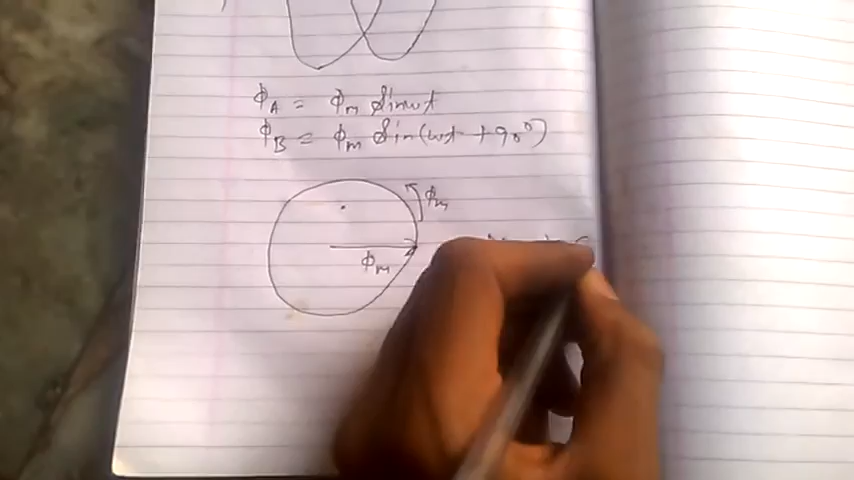 ϕA = ϕm Sinωt
ϕB = ϕm Sin(ωt + 90°)
ϕm
ϕm